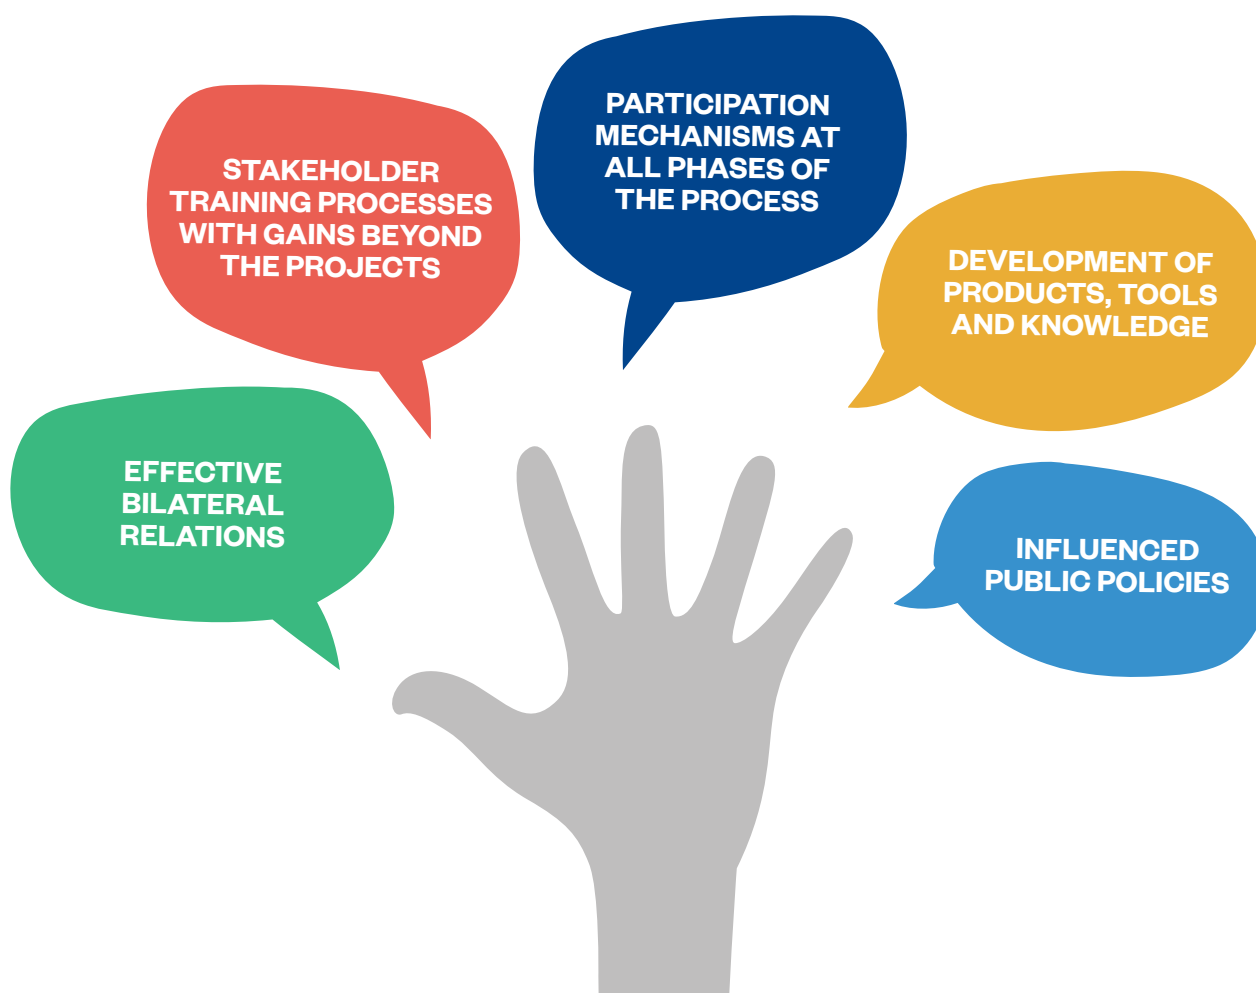 PARTICIPATION
MECHANISMS AT
ALL PHASES OF
THE PROCESS
STAKEHOLDER
TRAINING PROCESSES
WITH GAINS BEYOND
THE PROJECTS
DEVELOPMENT OF
PRODUCTS, TOOLS
AND KNOWLEDGE
EFFECTIVE
BILATERAL
RELATIONS
INFLUENCED
PUBLIC POLICIES